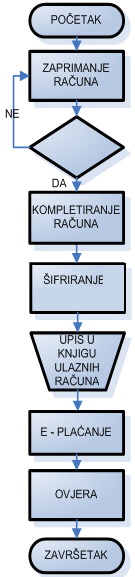 POČETAK
ZAPRIMANJE
RAČUNA
NE
DA
KOMPLETIRANJE
RAČUNA
ŠIFRIRANJE
UPIS U
KNJIGU
ULAZNIH
RAČUNA
E - PLAĆANJE
OVJERA
ZAVRŠETAK